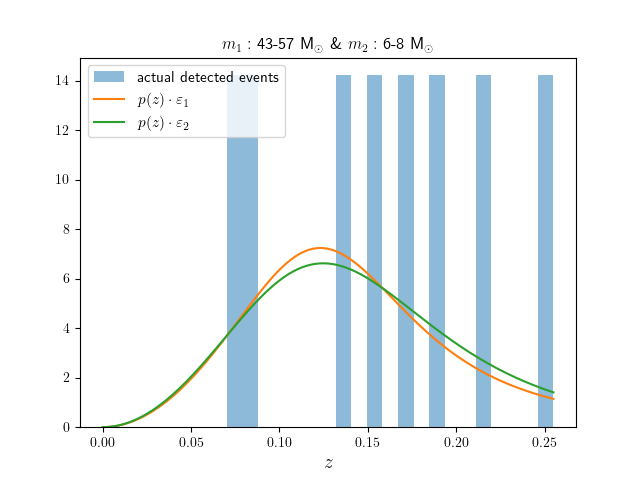 m₁ : 43-57 M☉ & m₂ : 6-8 M☉
actual detected events
p(z) · ε₁
p(z) · ε₂
14
12
10
8
6
4
2
0
0.00 0.05 0.10 0.15 0.20 0.25
z